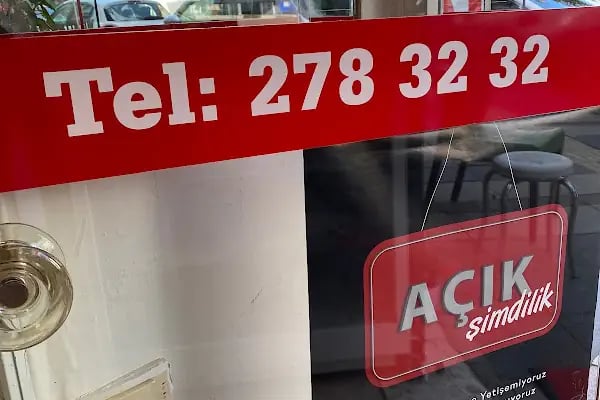 Tel: 278 32 32
AÇIK
şimdilik
Yetişemiyoruz